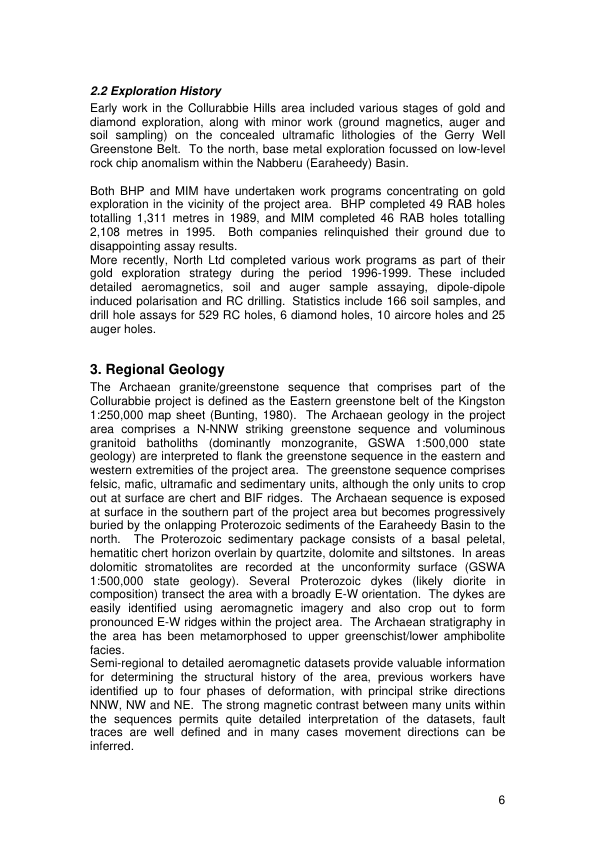 2.2 Exploration History
Early work in the Collurabbie Hills area included various stages of gold and
diamond exploration, along with minor work (ground magnetics, auger and
soil sampling) on the concealed ultramafic lithologies of the Gerry Well
Greenstone Belt. To the north, base metal exploration focussed on low-level
rock chip anomalism within the Nabberu (Earaheedy) Basin.
Both BHP and MIM have undertaken work programs concentrating on gold
exploration in the vicinity of the project area. BHP completed 49 RAB holes
totalling 1,311 metres in 1989, and MIM completed 46 RAB holes totalling
2,108 metres in 1995. Both companies relinquished their ground due to
disappointing assay results.
More recently, North Ltd completed various work programs as part of their
gold exploration strategy during the period 1996-1999. These included
detailed aeromagnetics, soil and auger sample assaying, dipole-dipole
induced polarisation and RC drilling. Statistics include 166 soil samples, and
drill hole assays for 529 RC holes, 6 diamond holes, 10 aircore holes and 25
auger holes.
3. Regional Geology
The Archaean granite/greenstone sequence that comprises part of the
Collurabbie project is defined as the Eastern greenstone belt of the Kingston
1:250,000 map sheet (Bunting, 1980). The Archaean geology in the project
area comprises a N-NNW striking greenstone sequence and voluminous
granitoid batholiths (dominantly monzogranite, GSWA 1:500,000 state
geology) are interpreted to flank the greenstone sequence in the eastern and
western extremities of the project area. The greenstone sequence comprises
felsic, mafic, ultramafic and sedimentary units, although the only units to crop
out at surface are chert and BIF ridges. The Archaean sequence is exposed
at surface in the southern part of the project area but becomes progressively
buried by the onlapping Proterozoic sediments of the Earaheedy Basin to the
north. The Proterozoic sedimentary package consists of a basal peletal,
hematitic chert horizon overlain by quartzite, dolomite and siltstones. In areas
dolomitic stromatolites are recorded at the unconformity surface (GSWA
1:500,000 state geology). Several Proterozoic dykes (likely diorite in
composition) transect the area with a broadly E-W orientation. The dykes are
easily identified using aeromagnetic imagery and also crop out to form
pronounced E-W ridges within the project area. The Archaean stratigraphy in
the area has been metamorphosed to upper greenschist/lower amphibolite
facies.
Semi-regional to detailed aeromagnetic datasets provide valuable information
for determining the structural history of the area, previous workers have
identified up to four phases of deformation, with principal strike directions
NNW, NW and NE. The strong magnetic contrast between many units within
the sequences permits quite detailed interpretation of the datasets, fault
traces are well defined and in many cases movement directions can be
inferred.
6